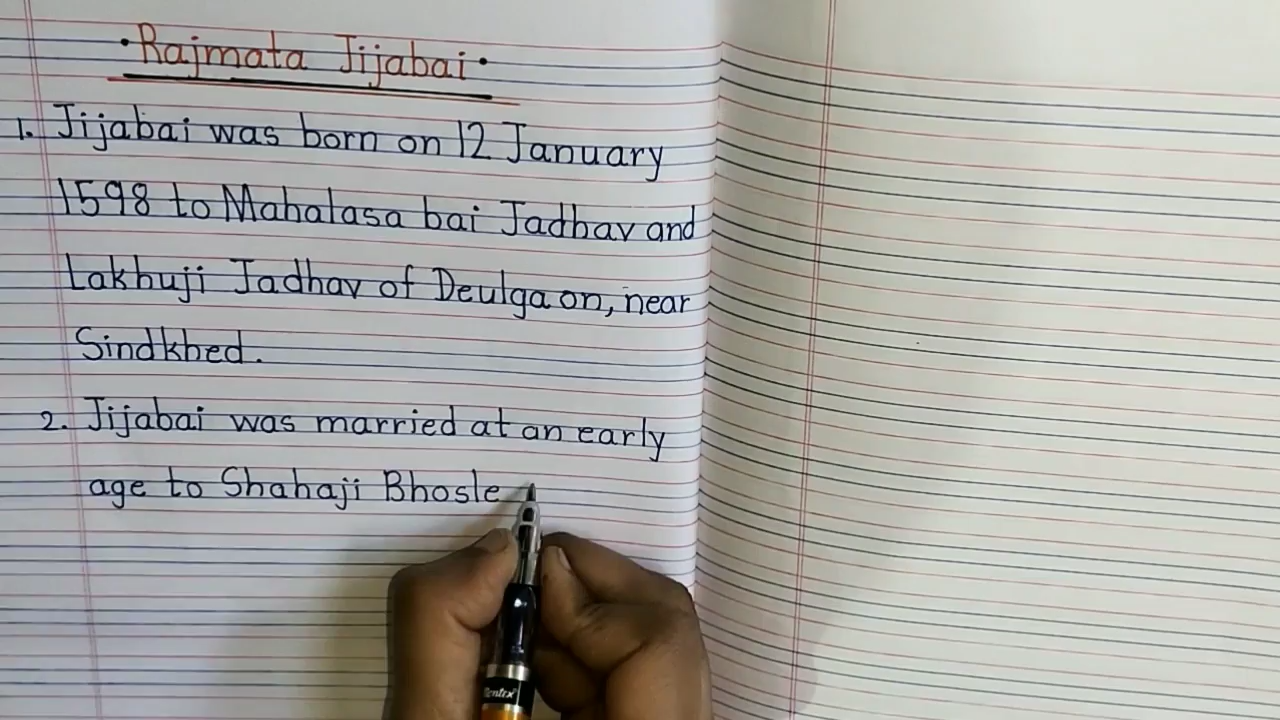 ·Rajmata Jijabai·
1. Jijabai was born on 12 January
1598 to Mahalasa bai Jadhav and
Lakhuji Jadhav of Deulgaon, near
Sindkhed.
2. Jijabai was married at an early
age to Shahaji Bhosle